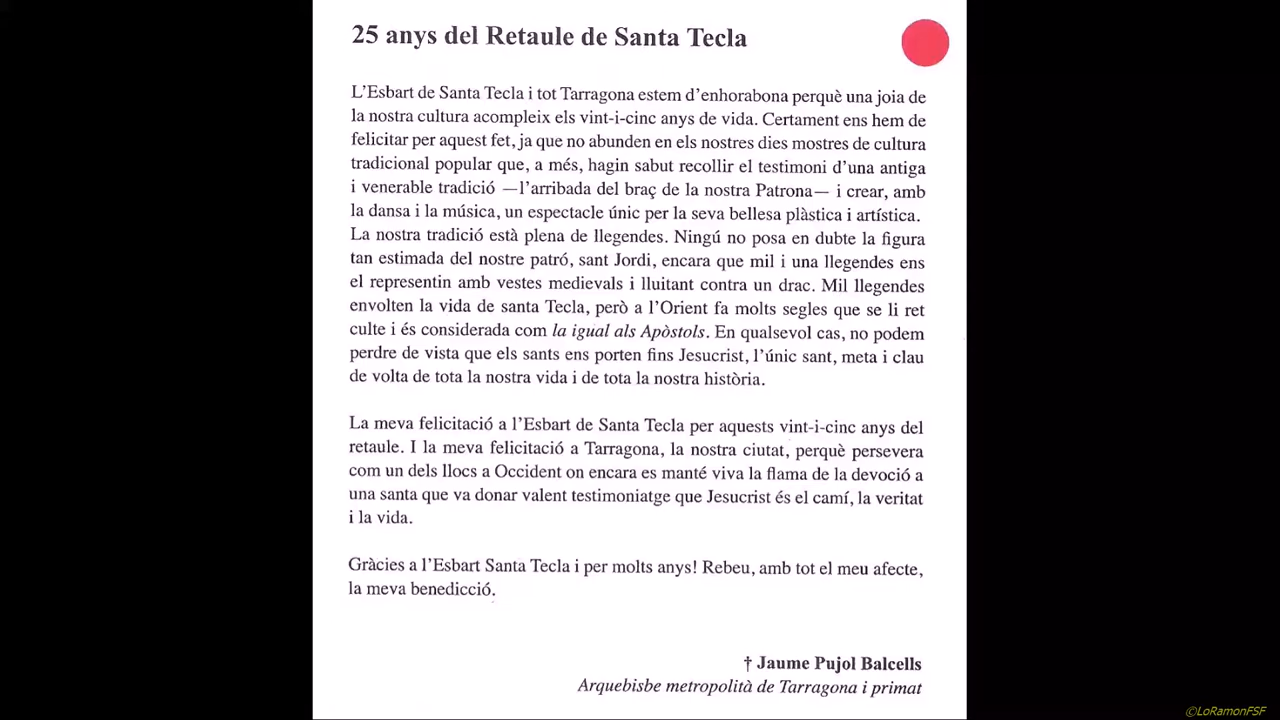 25 anys del Retaule de Santa Tecla
L’Esbart de Santa Tecla i tot Tarragona estem d’enhorabona perquè una joia de
la nostra cultura acompleix els vint-i-cinc anys de vida. Certament ens hem de
felicitar per aquest fet, ja que no abunden en els nostres dies mostres de cultura
tradicional popular que, a més, hagin sabut recollir el testimoni d’una antiga
i venerable tradició —l’arribada del braç de la nostra Patrona— i crear, amb
la dansa i la música, un espectacle únic per la seva bellesa plàstica i artística.
La nostra tradició està plena de llegendes. Ningú no posa en dubte la figura
tan estimada del nostre patró, sant Jordi, encara que mil i una llegendes ens
el representin amb vestes medievals i lluitant contra un drac. Mil llegendes
envolten la vida de santa Tecla, però a l’Orient fa molts segles que se li ret
culte i és considerada com la igual als Apòstols. En qualsevol cas, no podem
perdre de vista que els sants ens porten fins Jesucrist, l’únic sant, meta i clau
de volta de tota la nostra vida i de tota la nostra història.
La meva felicitació a l’Esbart de Santa Tecla per aquests vint-i-cinc anys del
retaule. I la meva felicitació a Tarragona, la nostra ciutat, perquè persevera
com un dels llocs a Occident on encara es manté viva la flama de la devoció a
una santa que va donar valent testimoniatge que Jesucrist és el camí, la veritat
i la vida.
Gràcies a l’Esbart Santa Tecla i per molts anys! Rebeu, amb tot el meu afecte,
la meva benedicció.
† Jaume Pujol Balcells
Arquebisbe metropolità de Tarragona i primat
©LoRamonFSF